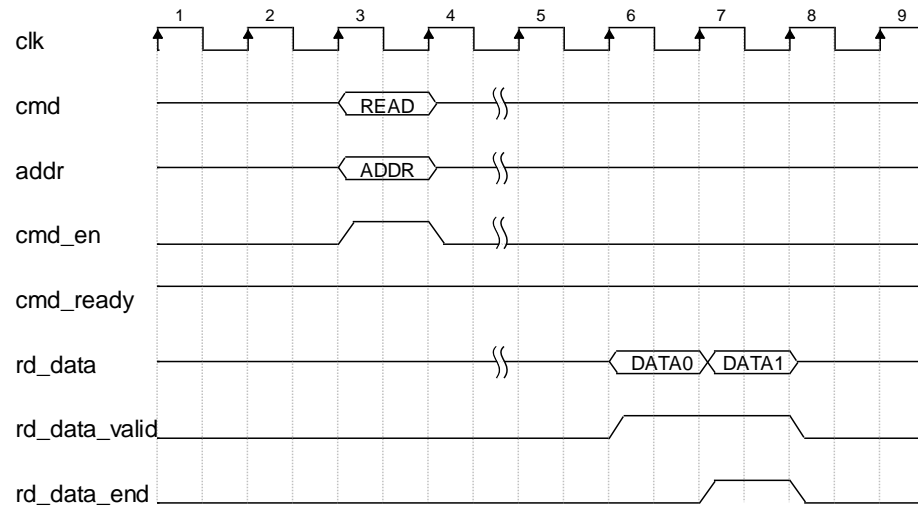 1 2 3 4 5 6 7 8 9
clk
cmd READ
addr ADDR
cmd_en
cmd_ready
rd_data DATA0 DATA1
rd_data_valid
rd_data_end